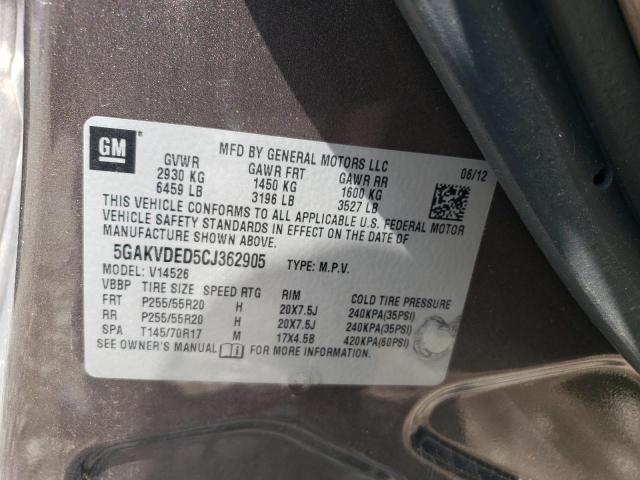 GM
MFD BY GENERAL MOTORS LLC
06/12
GVWR GAWR FRT GAWR RR
2930 KG 1450 KG 1600 KG
6459 LB 3196 LB 3527 LB
THIS VEHICLE CONFORMS TO ALL APPLICABLE U.S. FEDERAL MOTOR
VEHICLE SAFETY STANDARDS IN EFFECT ON THE DATE OF
MANUFACTURE SHOWN ABOVE.
5GAKVDED5CJ362905 TYPE: M.P.V.
MODEL: V14526
VBBP TIRE SIZE SPEED RTG RIM COLD TIRE PRESSURE
FRT P255/55R20 H 20X7.5J 240KPA(35PSI)
RR P255/55R20 H 20X7.5J 240KPA(35PSI)
SPA T145/70R17 M 17X4.5B 420KPA(60PSI)
SEE OWNER'S MANUAL FOR MORE INFORMATION.